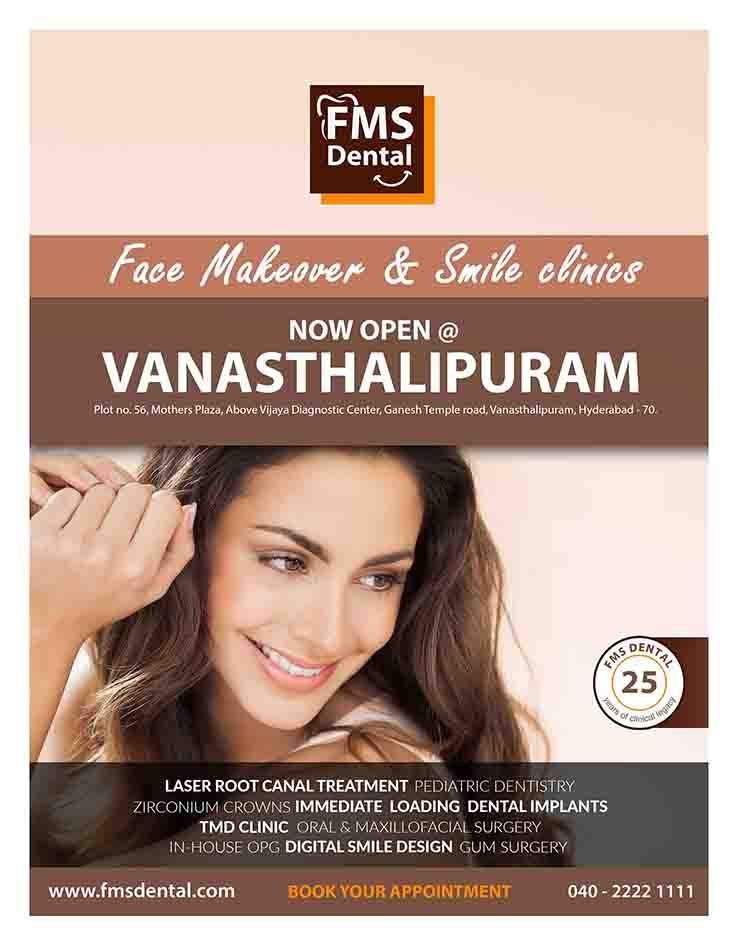 FMS
Dental
Face Makeover & Smile clinics
NOW OPEN @
VANASTHALIPURAM
Plot no. 56, Mothers Plaza, Above Vijaya Diagnostic Center, Ganesh Temple road, Vanasthalipuram, Hyderabad - 70.
FMS DENTAL
25
years of clinical legacy
LASER ROOT CANAL TREATMENT PEDIATRIC DENTISTRY
ZIRCONIUM CROWNS IMMEDIATE LOADING DENTAL IMPLANTS
TMD CLINIC ORAL & MAXILLOFACIAL SURGERY
IN-HOUSE OPG DIGITAL SMILE DESIGN GUM SURGERY
www.fmsdental.com BOOK YOUR APPOINTMENT 040 - 2222 1111